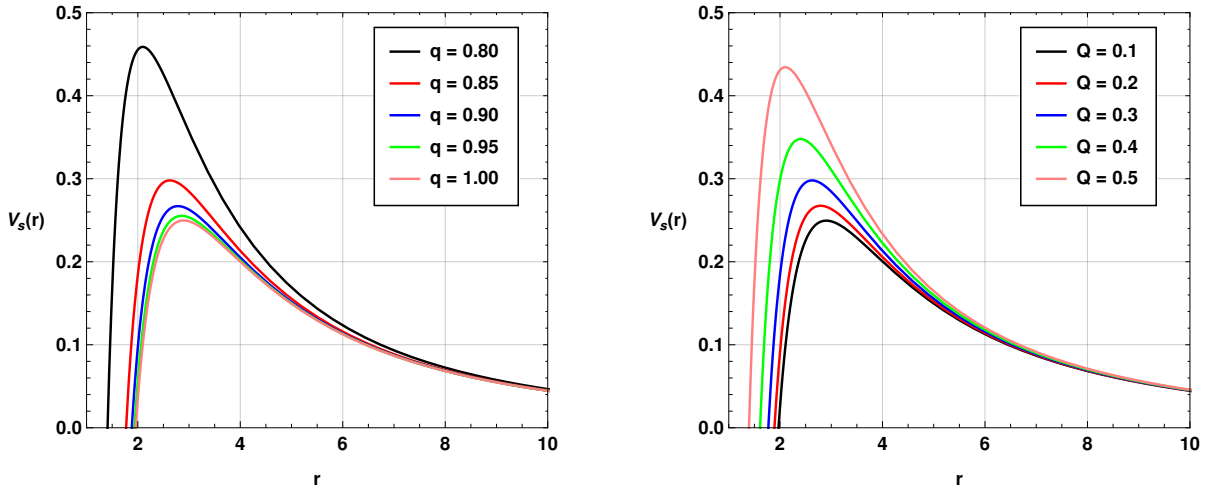 0.5
0.4
0.3
0.2
0.1
0.0
V_s(r)
2
4
6
8
10
r
q = 0.80
q = 0.85
q = 0.90
q = 0.95
q = 1.00
0.5
0.4
0.3
0.2
0.1
0.0
V_s(r)
2
4
6
8
10
r
Q = 0.1
Q = 0.2
Q = 0.3
Q = 0.4
Q = 0.5